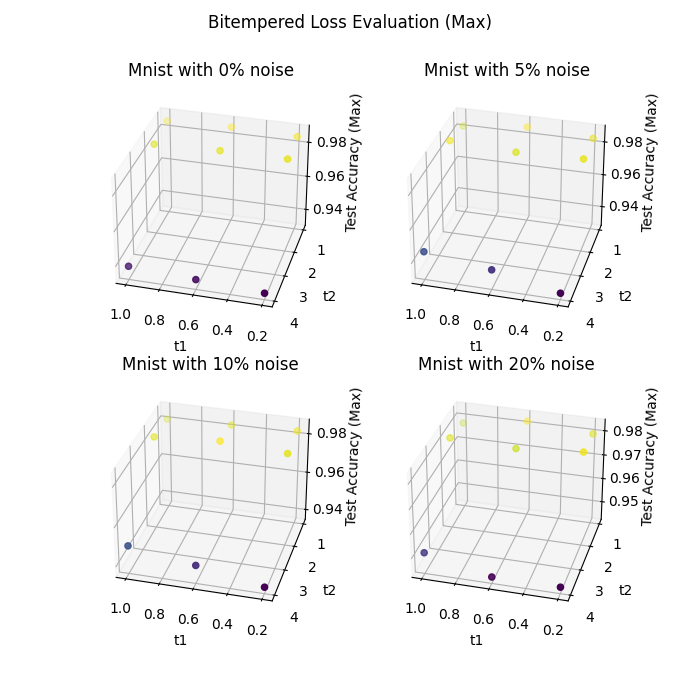 Bitempered Loss Evaluation (Max)
Mnist with 0% noise
0.98
0.96
0.94
Test Accuracy (Max)
1
2
3
4
t2
1.0
0.8
0.6
0.4
0.2
t1
Mnist with 5% noise
0.98
0.96
0.94
Test Accuracy (Max)
1
2
3
4
t2
1.0
0.8
0.6
0.4
0.2
t1
Mnist with 10% noise
0.98
0.96
0.94
Test Accuracy (Max)
1
2
3
4
t2
1.0
0.8
0.6
0.4
0.2
t1
Mnist with 20% noise
0.98
0.97
0.96
0.95
Test Accuracy (Max)
1
2
3
4
t2
1.0
0.8
0.6
0.4
0.2
t1